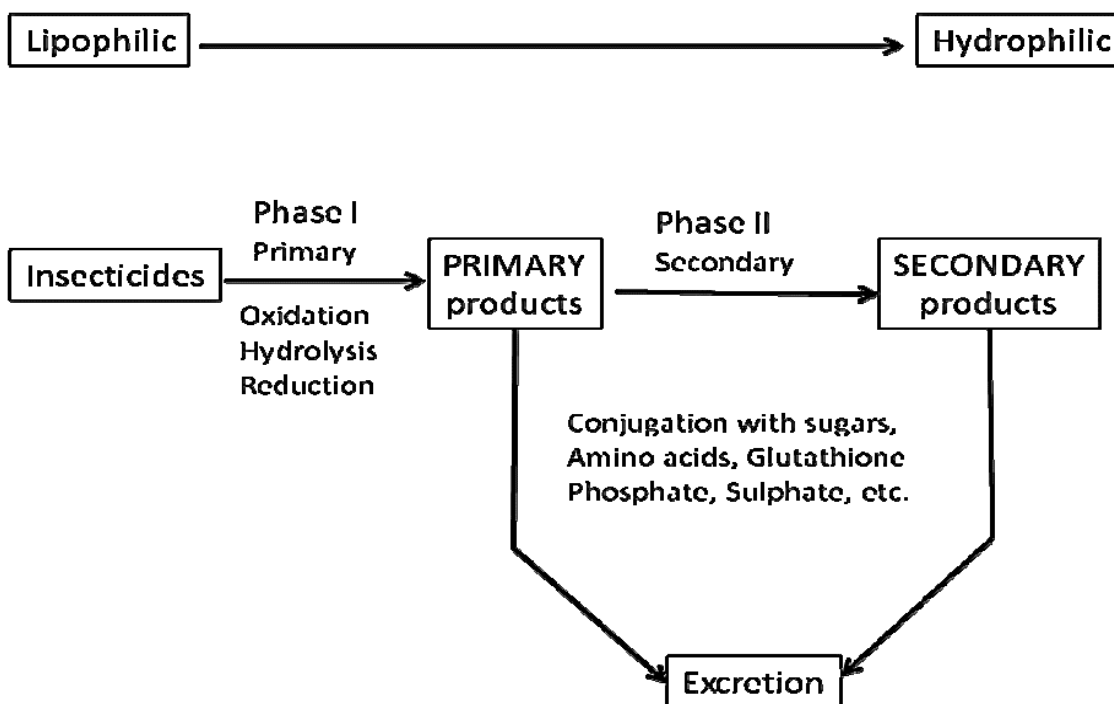 Lipophilic
Hydrophilic
Phase I
Primary
Phase II
Secondary
Insecticides
PRIMARY
products
SECONDARY
products
Oxidation
Hydrolysis
Reduction
Conjugation with sugars,
Amino acids, Glutathione
Phosphate, Sulphate, etc.
Excretion